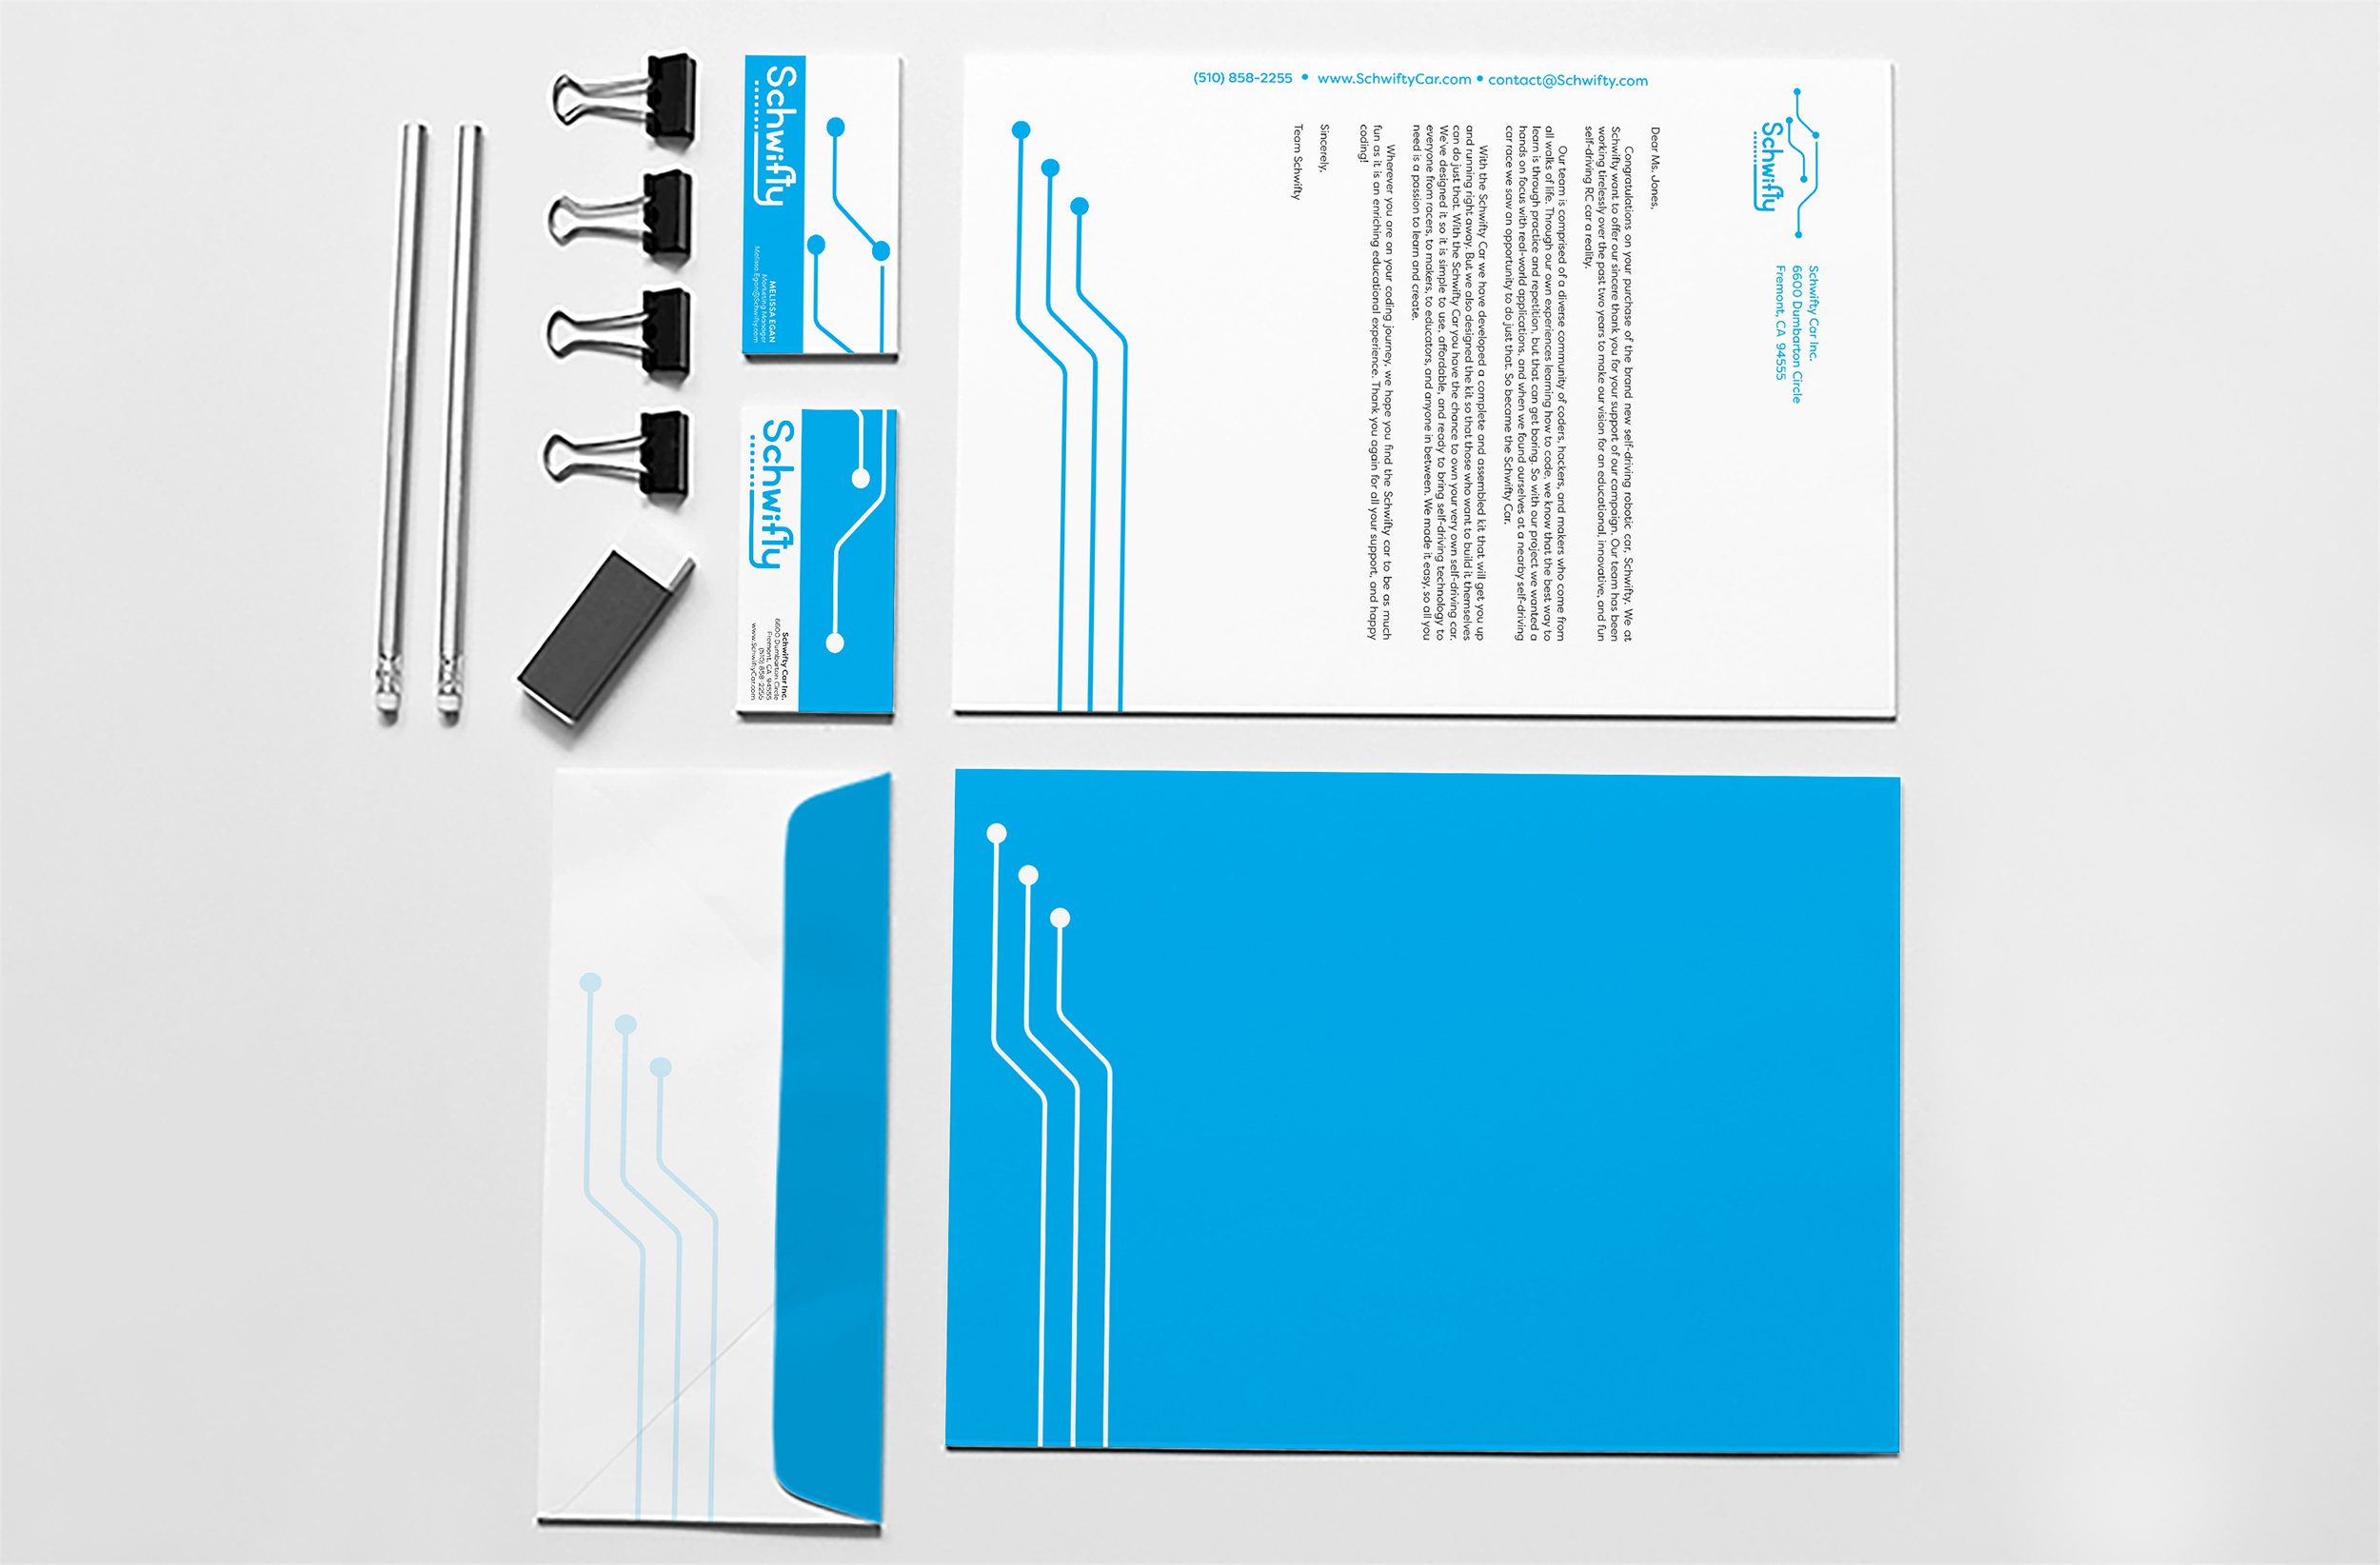 Schwifty
MELISSA EGAN
Marketing Manager
Melissa.Egan@Schwifty.com
Schwifty
Schwifty Car Inc.
6600 Dumbarton Circle
Fremont, CA 94555
(510) 858-2255
www.SchwiftyCar.com
Schwifty
Schwifty Car Inc.
6600 Dumbarton Circle
Fremont, CA 94555
Dear Ms. Jones,
Congratulations on your purchase of the brand new self-driving robotic car, Schwifty. We at
Schwifty want to offer our sincere thank you for your support of our campaign. Our team has been
working tirelessly over the past two years to make our vision for an educational, innovative, and fun
self-driving RC car a reality.
Our team is comprised of a diverse community of coders, hackers, and makers who come from
all walks of life. Through our own experiences learning how to code, we know that the best way to
learn is through practice and repetition, but that can get boring. So with our project we wanted a
hands on focus with real-world applications, and when we found ourselves at a nearby self-driving
car race we saw an opportunity to do just that. So became the Schwifty Car.
With the Schwifty Car we have developed a complete and assembled kit that will get you up
and running right away. But we also designed the kit so that those who want to build it themselves
can do just that. With the Schwifty Car you have the chance to own your very own self-driving car.
We've designed it so it is simple to use, affordable, and ready to bring self-driving technology to
everyone from racers, to makers, to educators, and anyone in between. We made it easy, so all you
need is a passion to learn and create.
Wherever you are on your coding journey, we hope you find the Schwifty car to be as much
fun as it is an enriching educational experience. Thank you again for all your support, and happy
coding!
Sincerely,
Team Schwifty
(510) 858-2255 • www.SchwiftyCar.com • contact@Schwifty.com